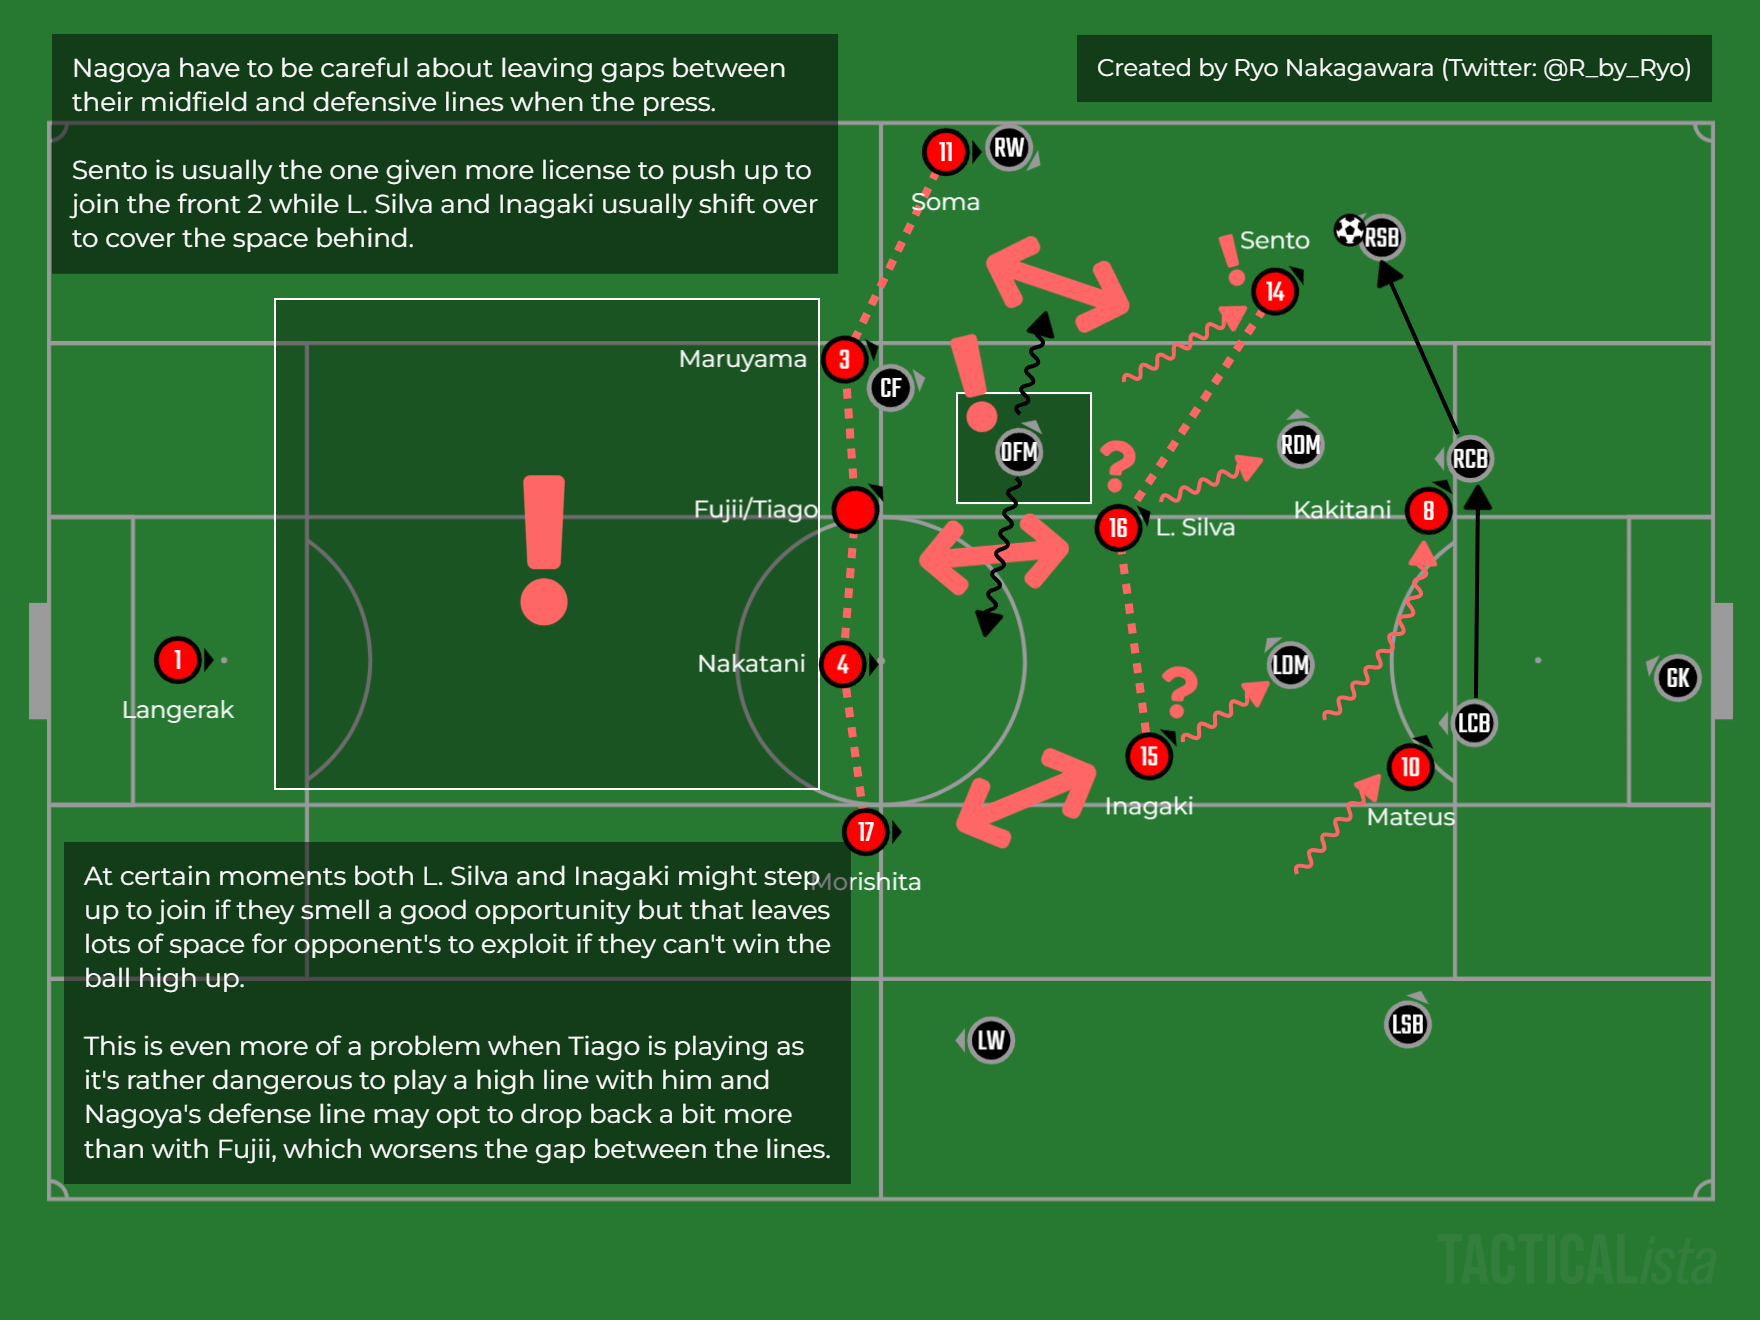 Nagoya have to be careful about leaving gaps between
their midfield and defensive lines when the press.
Sento is usually the one given more license to push up to
join the front 2 while L. Silva and Inagaki usually shift over
to cover the space behind.
Created by Ryo Nakagawara (Twitter: @R_by_Ryo)
11
RW
Soma
Sento
RSB
14
Maruyama
3
CF
OFM
RDM
RCB
Fujii/Tiago
16
L. Silva
Kakitani
8
1
Langerak
Nakatani
4
LDM
GK
LCB
15
Inagaki
10
Mateus
17
Morishita
At certain moments both L. Silva and Inagaki might step
up to join if they smell a good opportunity but that leaves
lots of space for opponent's to exploit if they can't win the
ball high up.
This is even more of a problem when Tiago is playing as
it's rather dangerous to play a high line with him and
Nagoya's defense line may opt to drop back a bit more
than with Fujii, which worsens the gap between the lines.
LW
LSB
TACTICALista